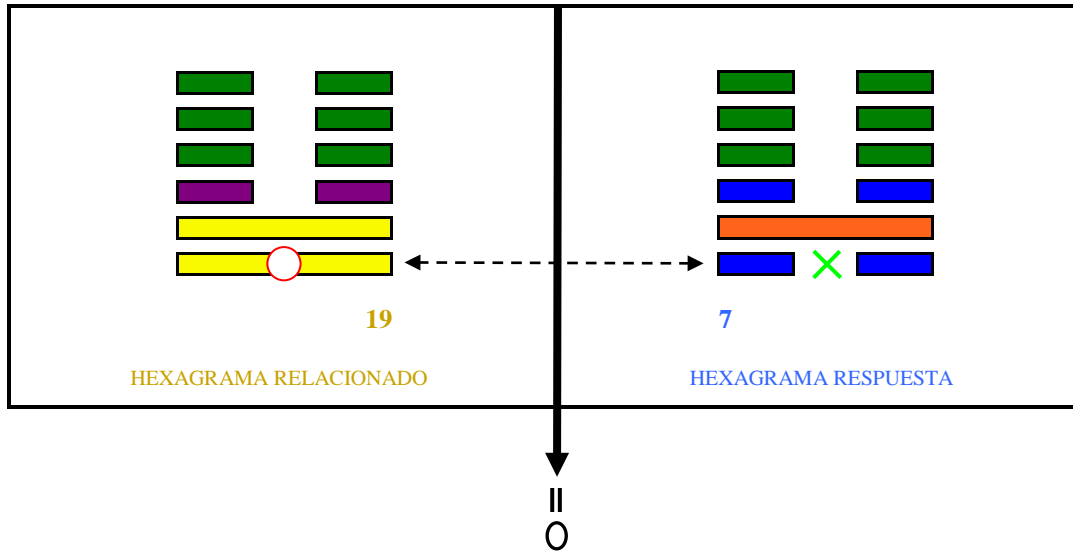 19
7
HEXAGRAMA RELACIONADO
HEXAGRAMA RESPUESTA
=
O